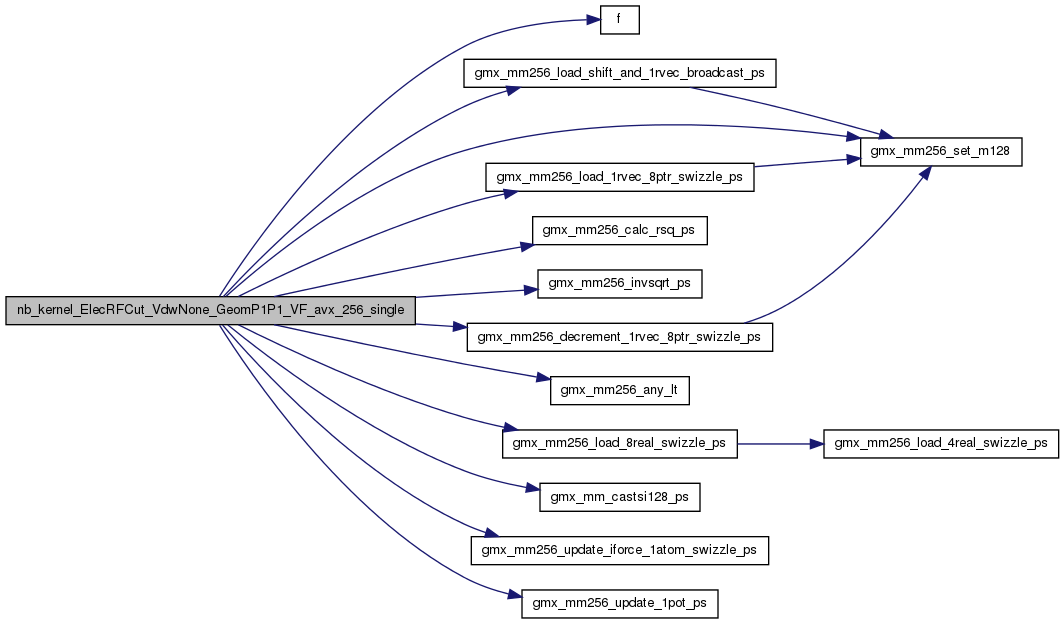 f
gmx_mm256_load_shift_and_1rvec_broadcast_ps
gmx_mm256_set_m128
gmx_mm256_load_1rvec_8ptr_swizzle_ps
gmx_mm256_calc_rsq_ps
gmx_mm256_invsqrt_ps
nb_kernel_ElecRFCut_VdwNone_GeomP1P1_VF_avx_256_single
gmx_mm256_decrement_1rvec_8ptr_swizzle_ps
gmx_mm256_any_lt
gmx_mm256_load_8real_swizzle_ps
gmx_mm256_load_4real_swizzle_ps
gmx_mm_castsi128_ps
gmx_mm256_update_iforce_1atom_swizzle_ps
gmx_mm256_update_1pot_ps